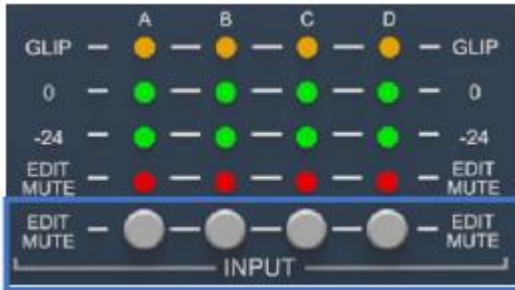 A B C D
GLIP GLIP
0 0
-24 -24
EDIT EDIT
MUTE MUTE
EDIT EDIT
MUTE MUTE
INPUT